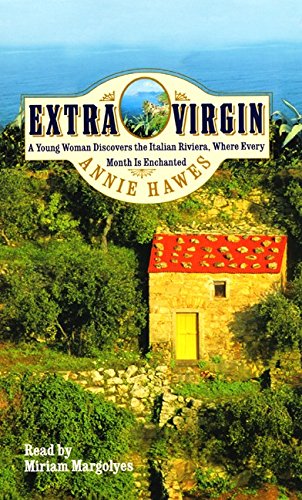 EXTRA VIRGIN
A Young Woman Discovers the Italian Riviera, Where Every
Month Is Enchanted
ANNIE HAWES
Read by
Miriam Margolyes